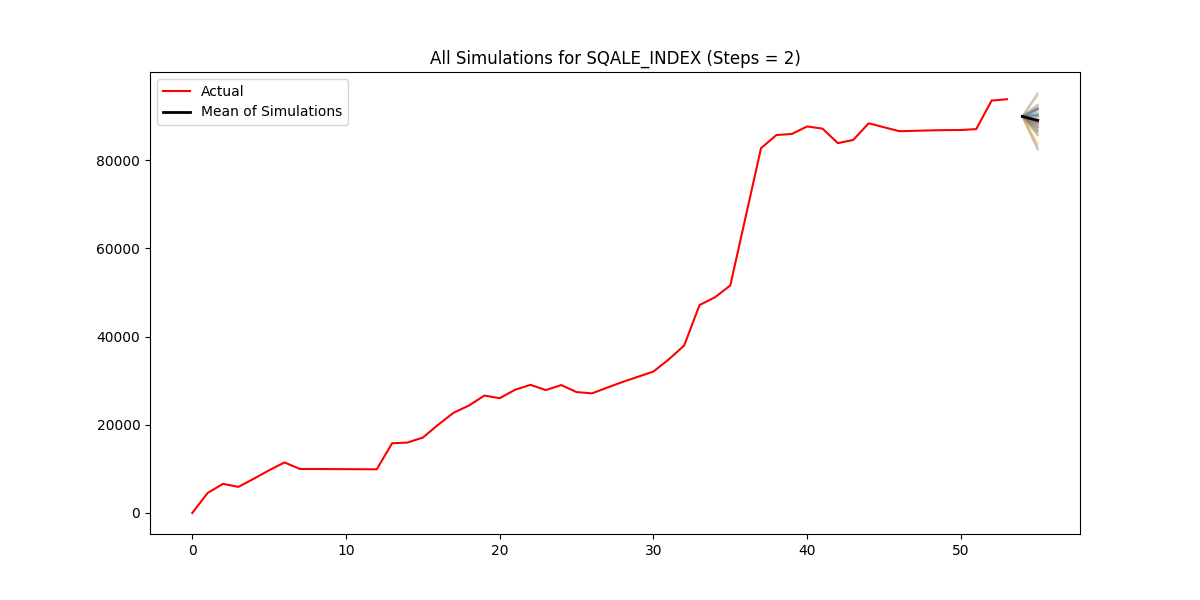 All Simulations for SQALE_INDEX (Steps = 2)
Actual
Mean of Simulations
80000
60000
40000
20000
0
0 10 20 30 40 50